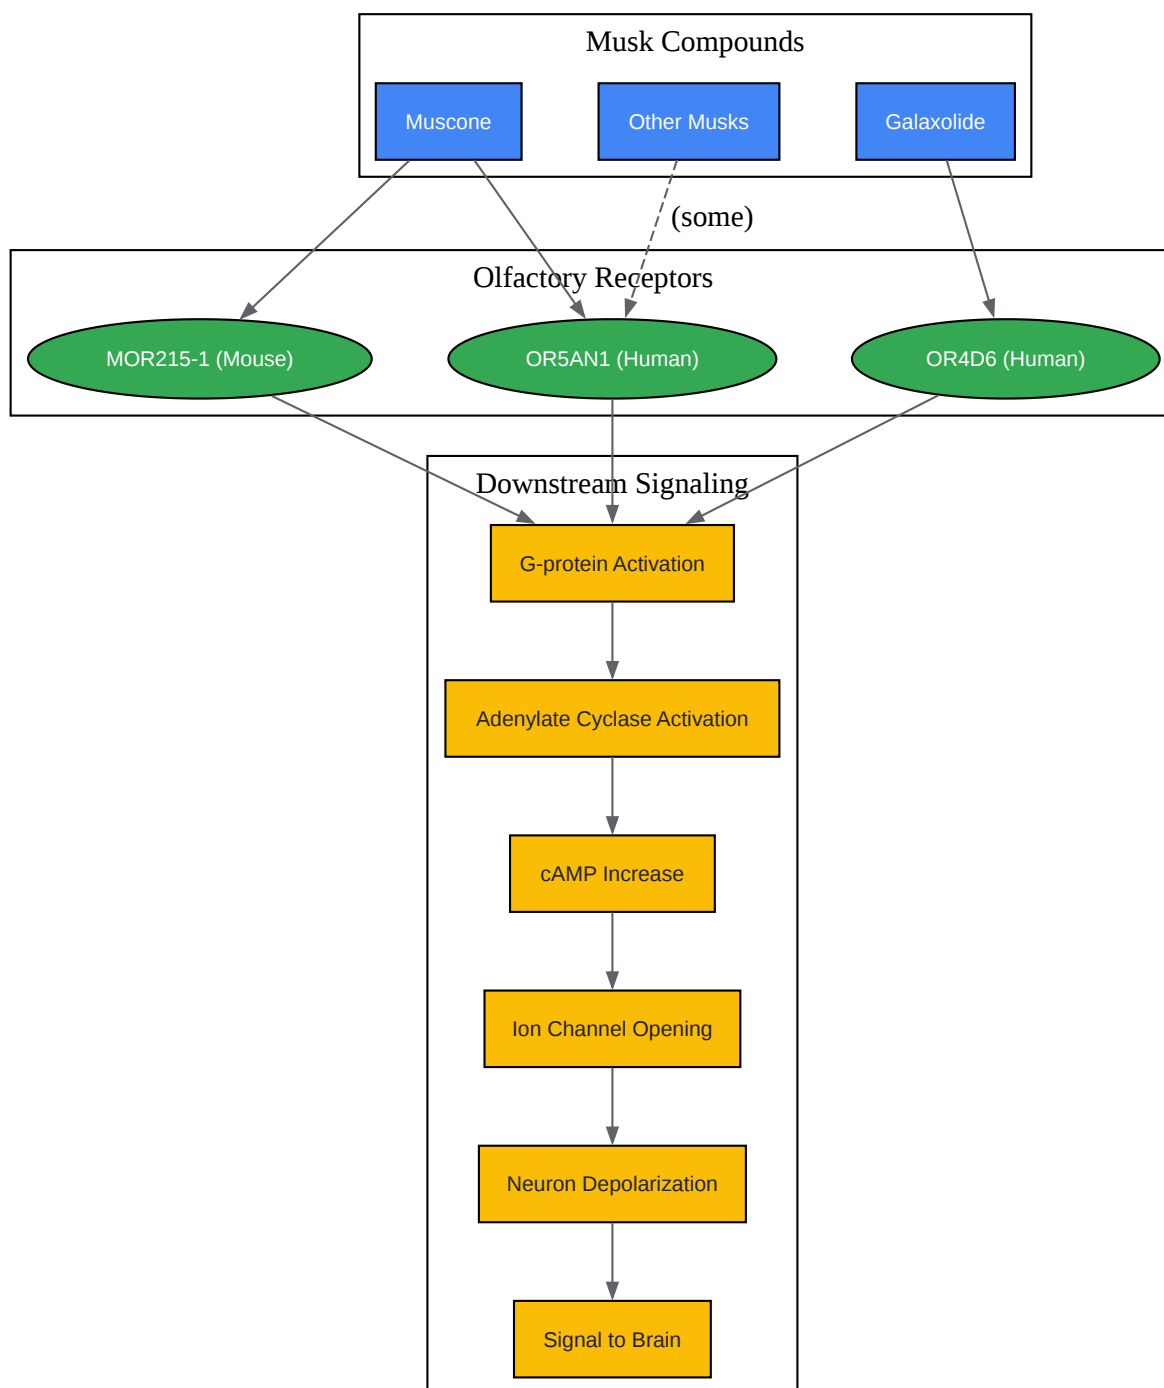 Musk Compounds
Muscone
Other Musks
Galaxolide
(some)
Olfactory Receptors
MOR215-1 (Mouse)
OR5AN1 (Human)
OR4D6 (Human)
Downstream Signaling
G-protein Activation
Adenylate Cyclase Activation
cAMP Increase
Ion Channel Opening
Neuron Depolarization
Signal to Brain